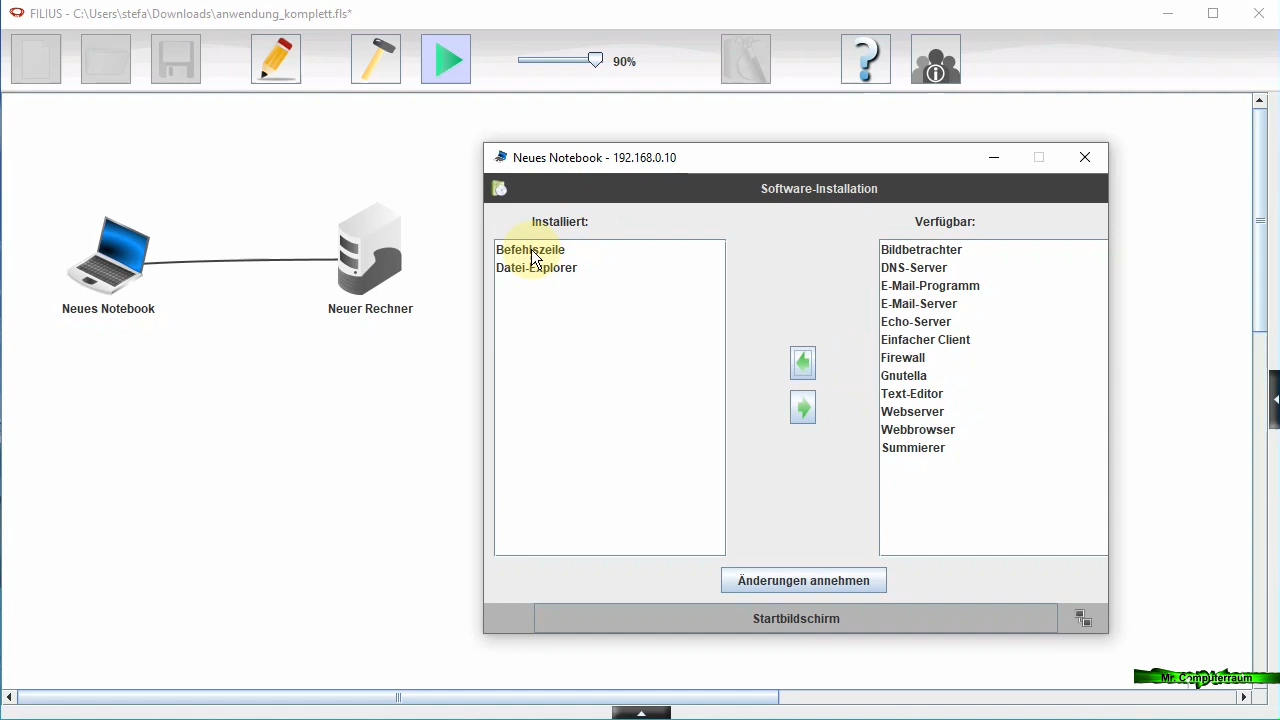 FILIUS - C:\Users\stefa\Downloads\anwendung_komplett.fls*
90%
Neues Notebook
Neuer Rechner
Neues Notebook - 192.168.0.10
Software-Installation
Installiert:
Verfügbar:
Befehlszeile
Datei-Explorer
Bildbetrachter
DNS-Server
E-Mail-Programm
E-Mail-Server
Echo-Server
Einfacher Client
Firewall
Gnutella
Text-Editor
Webserver
Webbrowser
Summierer
Änderungen annehmen
Startbildschirm
Mr. Computerraum